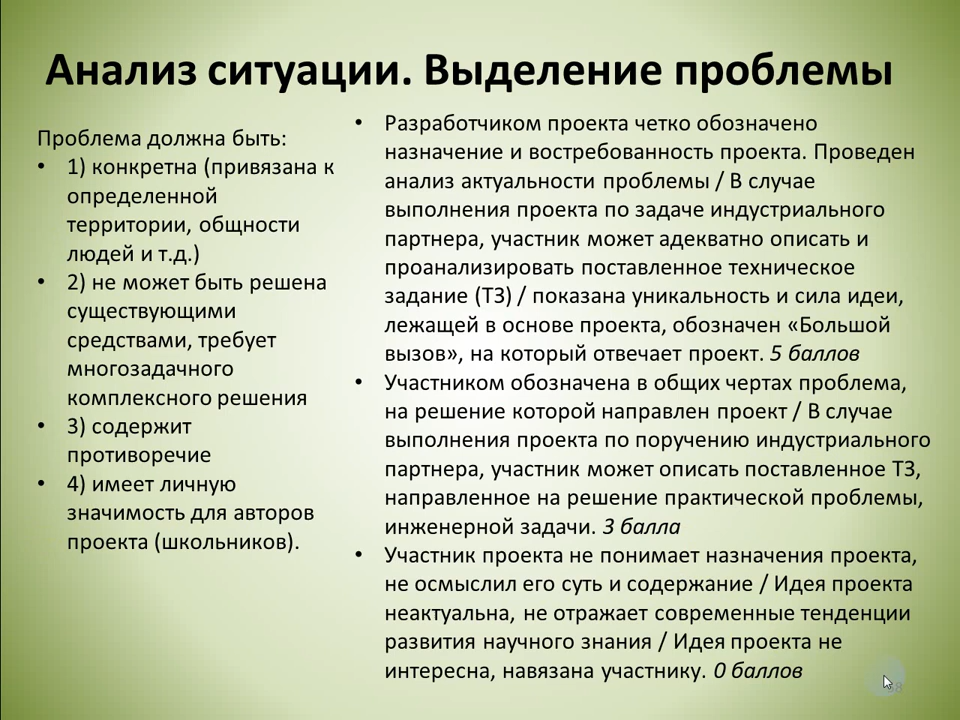 Анализ ситуации. Выделение проблемы
Проблема должна быть:
• 1) конкретна (привязана к
определенной
территории, общности
людей и т.д.)
• 2) не может быть решена
существующими
средствами, требует
многозадачного
комплексного решения
• 3) содержит
противоречие
• 4) имеет личную
значимость для авторов
проекта (школьников).
• Разработчиком проекта четко обозначено
назначение и востребованность проекта. Проведен
анализ актуальности проблемы / В случае
выполнения проекта по задаче индустриального
партнера, участник может адекватно описать и
проанализировать поставленное техническое
задание (ТЗ) / показана уникальность и сила идеи,
лежащей в основе проекта, обозначен «Большой
вызов», на который отвечает проект. 5 баллов
• Участником обозначена в общих чертах проблема,
на решение которой направлен проект / В случае
выполнения проекта по поручению индустриального
партнера, участник может описать поставленное ТЗ,
направленное на решение практической проблемы,
инженерной задачи. 3 балла
• Участник проекта не понимает назначения проекта,
не осмыслил его суть и содержание / Идея проекта
неактуальна, не отражает современные тенденции
развития научного знания / Идея проекта не
интересна, навязана участнику. 0 баллов